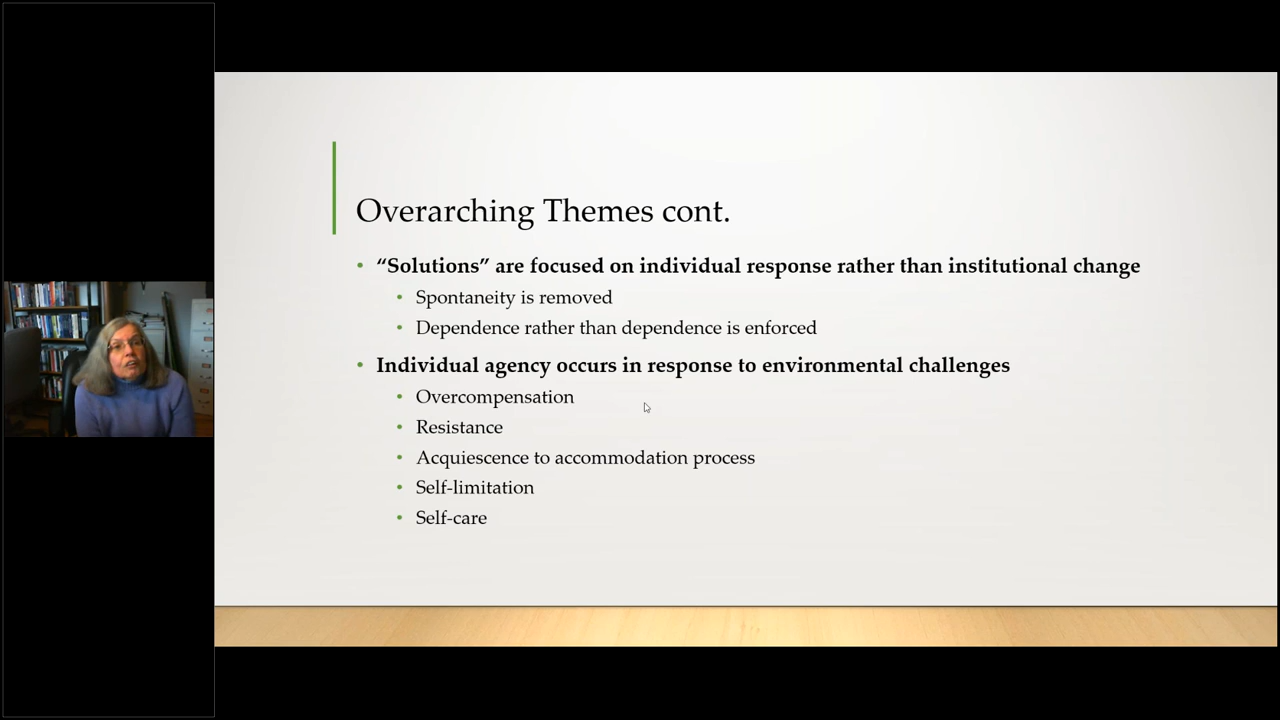 Overarching Themes cont.
• “Solutions” are focused on individual response rather than institutional change
• Spontaneity is removed
• Dependence rather than dependence is enforced
• Individual agency occurs in response to environmental challenges
• Overcompensation
• Resistance
• Acquiescence to accommodation process
• Self-limitation
• Self-care